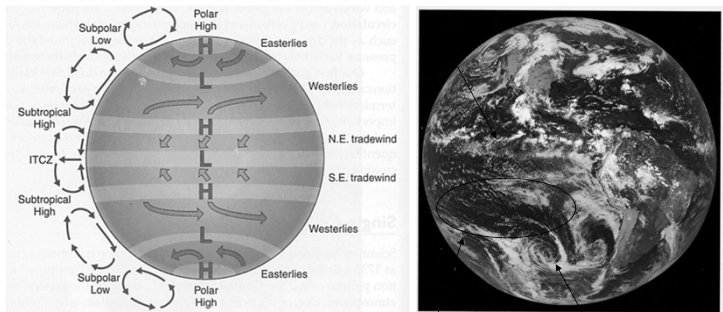 Polar
High
Subpolar
Low
Easterlies
H
L
Westerlies
Subtropical
High
H
N.E. tradewind
ITCZ
L
S.E. tradewind
Subtropical
High
H
Westerlies
L
Subpolar
Low
Easterlies
H
Polar
High